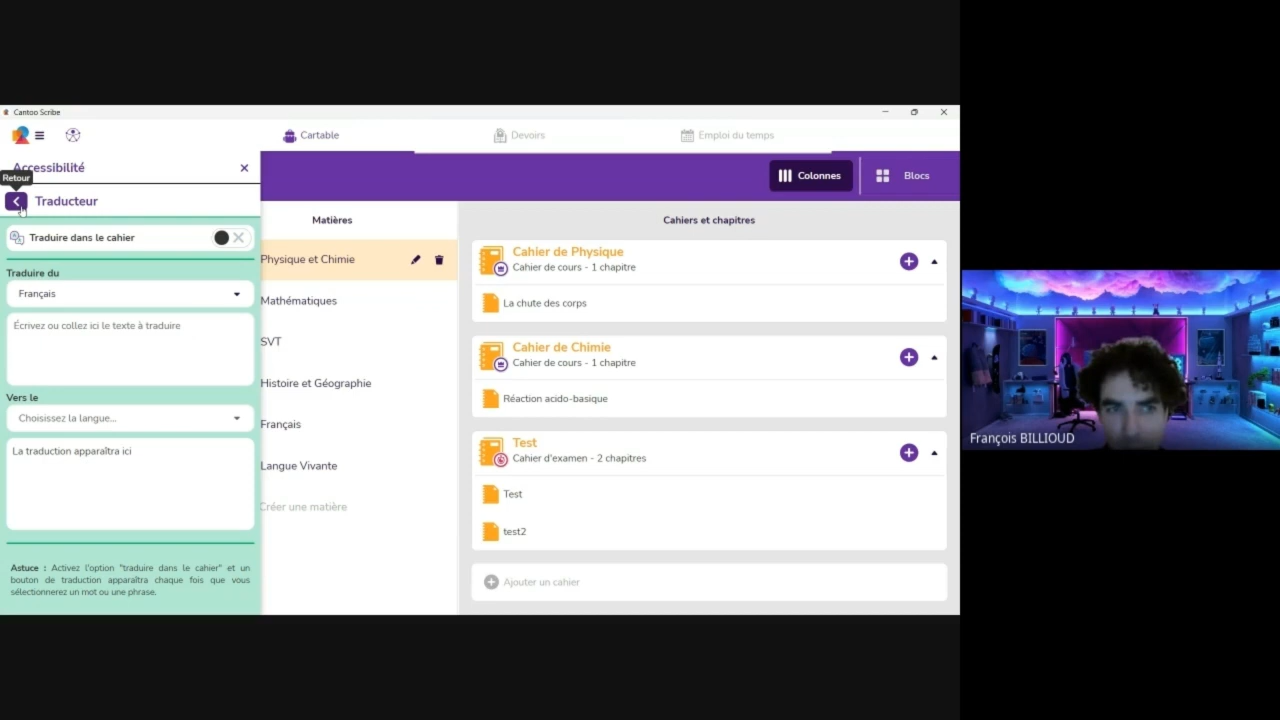 Cantoo Scribe
Cartable
Devoirs
Emploi du temps
Accessibilité
Retour
Traducteur
Colonnes
Blocs
Traduire dans le cahier
Traduire du
Français
Écrivez ou collez ici le texte à traduire
Vers le
Choisissez la langue...
La traduction apparaîtra ici
Astuce : Activez l'option "traduire dans le cahier" et un
bouton de traduction apparaîtra chaque fois que vous
sélectionnerez un mot ou une phrase.
Matières
Physique et Chimie
Mathématiques
SVT
Histoire et Géographie
Français
Langue Vivante
Créer une matière
Cahiers et chapitres
Cahier de Physique
Cahier de cours - 1 chapitre
La chute des corps
Cahier de Chimie
Cahier de cours - 1 chapitre
Réaction acido-basique
Test
Cahier d'examen - 2 chapitres
Test
test2
Ajouter un cahier
François BILLIOUD